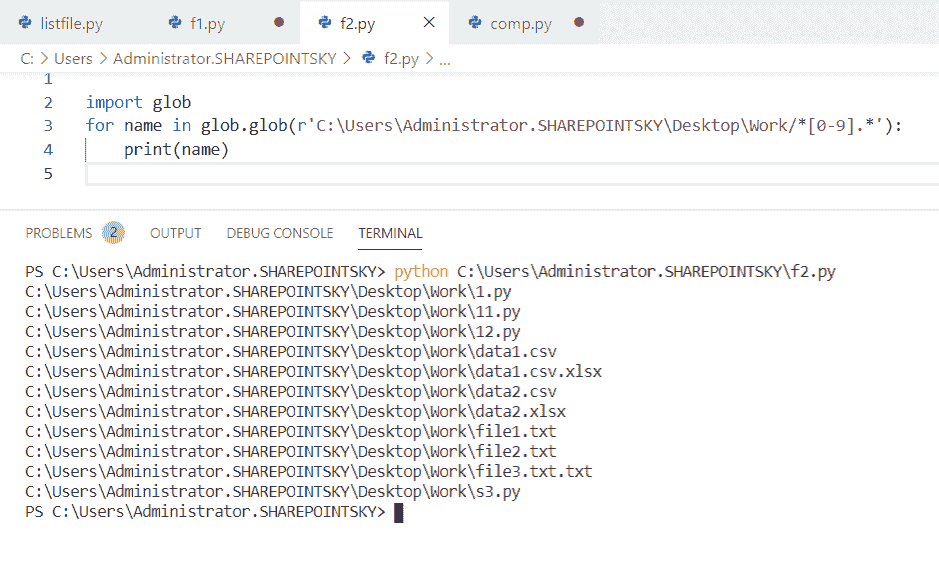 listfile.py f1.py f2.py comp.py
C: > Users > Administrator.SHAREPOINTSKY > f2.py > ...
1
2 import glob
3 for name in glob.glob(r'C:\Users\Administrator.SHAREPOINTSKY\Desktop\Work/*[0-9].*'):
4     print(name)
5
PROBLEMS 2 OUTPUT DEBUG CONSOLE TERMINAL
PS C:\Users\Administrator.SHAREPOINTSKY> python C:\Users\Administrator.SHAREPOINTSKY\f2.py
C:\Users\Administrator.SHAREPOINTSKY\Desktop\Work\1.py
C:\Users\Administrator.SHAREPOINTSKY\Desktop\Work\11.py
C:\Users\Administrator.SHAREPOINTSKY\Desktop\Work\12.py
C:\Users\Administrator.SHAREPOINTSKY\Desktop\Work\data1.csv
C:\Users\Administrator.SHAREPOINTSKY\Desktop\Work\data1.csv.xlsx
C:\Users\Administrator.SHAREPOINTSKY\Desktop\Work\data2.csv
C:\Users\Administrator.SHAREPOINTSKY\Desktop\Work\data2.xlsx
C:\Users\Administrator.SHAREPOINTSKY\Desktop\Work\file1.txt
C:\Users\Administrator.SHAREPOINTSKY\Desktop\Work\file2.txt
C:\Users\Administrator.SHAREPOINTSKY\Desktop\Work\file3.txt.txt
C:\Users\Administrator.SHAREPOINTSKY\Desktop\Work\s3.py
PS C:\Users\Administrator.SHAREPOINTSKY>